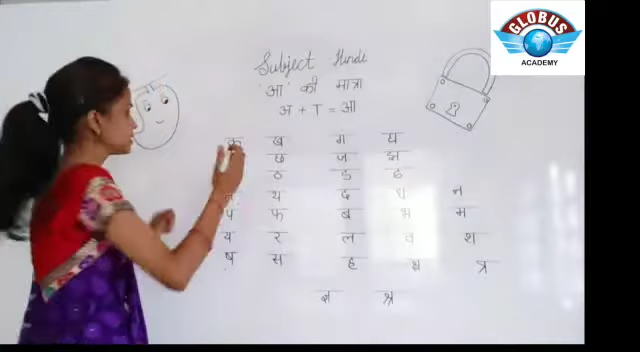 GLOBUS
ACADEMY
Subject Hindi
'आ' की मात्रा
अ + ा = आ
क ख ग घ
छ ज झ
ठ ड ढ
त थ द ध न
प फ ब भ म
य र ल व श
ष स ह क्ष त्र
ज्ञ श्र